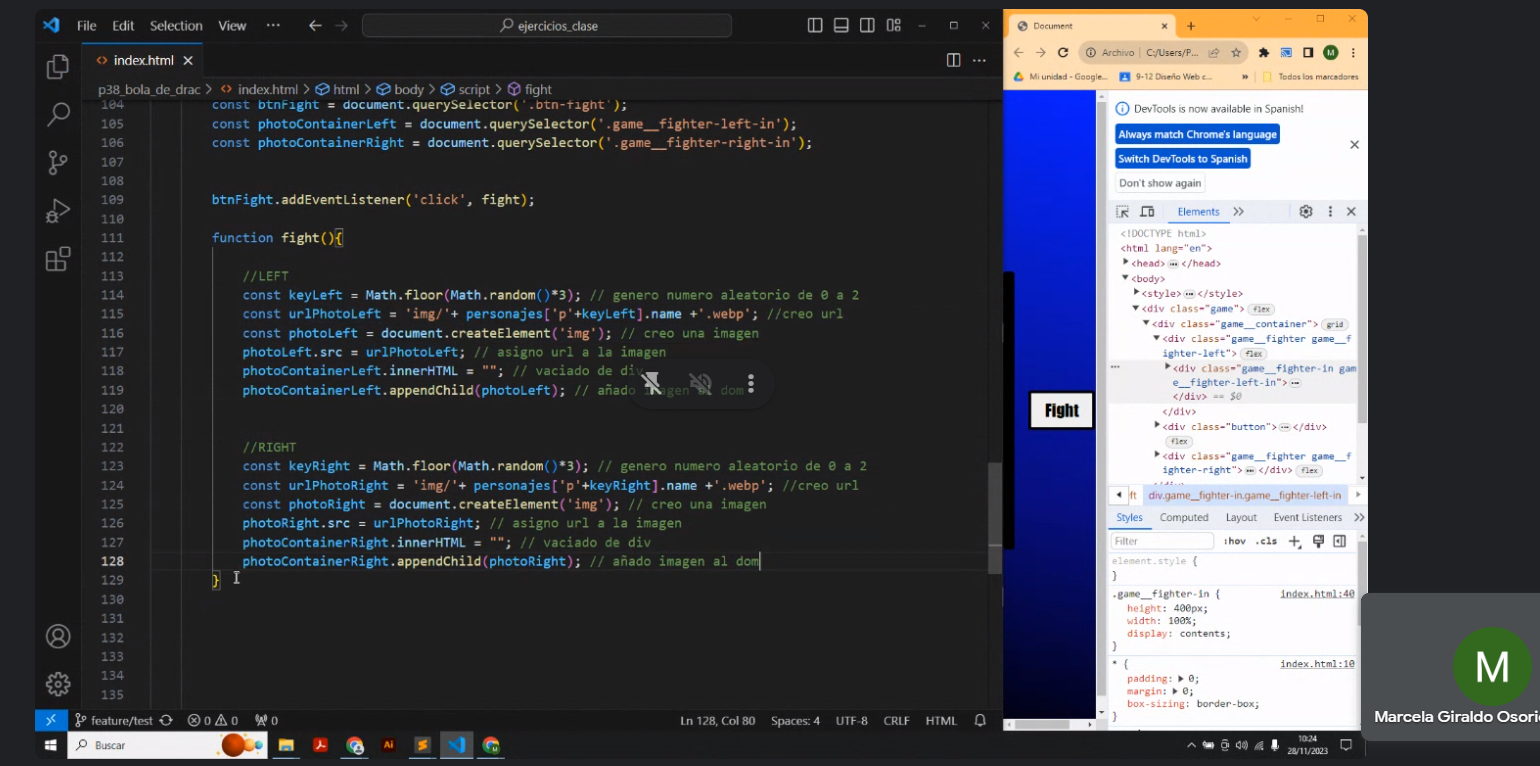 File Edit Selection View ··· ejercicios_clase
index.html
p38_bola_de_drac > index.html > html > body > script > fight
104 const btnFight = document.querySelector('.btn-fight');
105 const photoContainerLeft = document.querySelector('.game__fighter-left-in');
106 const photoContainerRight = document.querySelector('.game__fighter-right-in');
107
108
109 btnFight.addEventListener('click', fight);
110
111 function fight(){
112
113 //LEFT
114 const keyLeft = Math.floor(Math.random()*3); // genero numero aleatorio de 0 a 2
115 const urlPhotoLeft = 'img/'+ personajes['p'+keyLeft].name +'.webp'; //creo url
116 const photoLeft = document.createElement('img'); // creo una imagen
117 photoLeft.src = urlPhotoLeft; // asigno url a la imagen
118 photoContainerLeft.innerHTML = ""; // vaciado de div
119 photoContainerLeft.appendChild(photoLeft); // añado imagen al dom
120
121
122 //RIGHT
123 const keyRight = Math.floor(Math.random()*3); // genero numero aleatorio de 0 a 2
124 const urlPhotoRight = 'img/'+ personajes['p'+keyRight].name +'.webp'; //creo url
125 const photoRight = document.createElement('img'); // creo una imagen
126 photoRight.src = urlPhotoRight; // asigno url a la imagen
127 photoContainerRight.innerHTML = ""; // vaciado de div
128 photoContainerRight.appendChild(photoRight); // añado imagen al dom
129 }
130
131
132
133
134
135
feature/test 0 0 0 Ln 128, Col 80 Spaces: 4 UTF-8 CRLF HTML
Buscar
Document
Archivo C:/Users/P...
Mi unidad - Google... 9-12 Diseño Web c... » Todos los marcadores
Fight
DevTools is now available in Spanish!
Always match Chrome's language
Switch DevTools to Spanish
Don't show again
Elements
<!DOCTYPE html>
<html lang="en">
<head> ··· </head>
<body>
<style> ··· </style>
<div class="game"> flex
<div class="game__container"> grid
<div class="game__fighter game__f
ighter-left"> flex
<div class="game__fighter-in gam
e__fighter-left-in"> ···
</div> == $0
</div>
<div class="button"> ··· </div>
flex
<div class="game__fighter game__f
ighter-right"> ··· </div> flex
ft div.game__fighter-in.game__fighter-left-in
Styles Computed Layout Event Listeners
Filter :hov .cls
element.style {
}
.game__fighter-in { index.html:40
height: 400px;
width: 100%;
display: contents;
}
* { index.html:10
padding: 0;
margin: 0;
box-sizing: border-box;
}
M
Marcela Giraldo Osori
10:24
28/11/2023